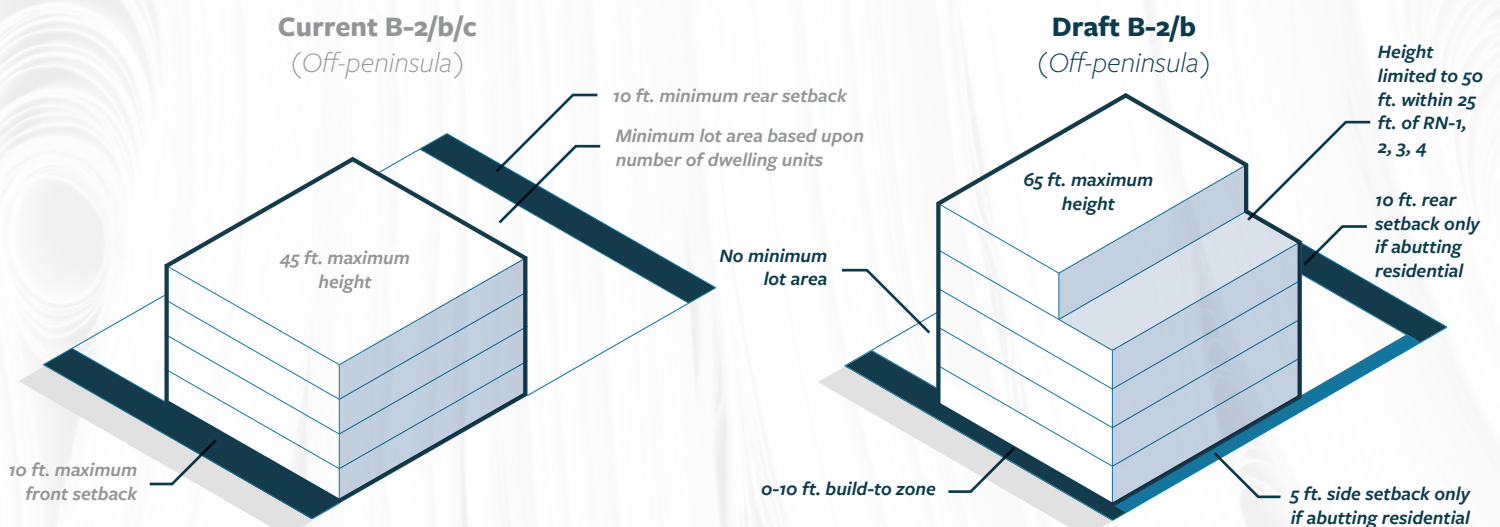 Current B-2/b/c
(Off-peninsula)
10 ft. minimum rear setback
Minimum lot area based upon
number of dwelling units
45 ft. maximum
height
10 ft. maximum
front setback
Draft B-2/b
(Off-peninsula)
Height
limited to 50
ft. within 25
ft. of RN-1,
2, 3, 4
65 ft. maximum
height
10 ft. rear
setback only
if abutting
residential
No minimum
lot area
0-10 ft. build-to zone
5 ft. side setback only
if abutting residential